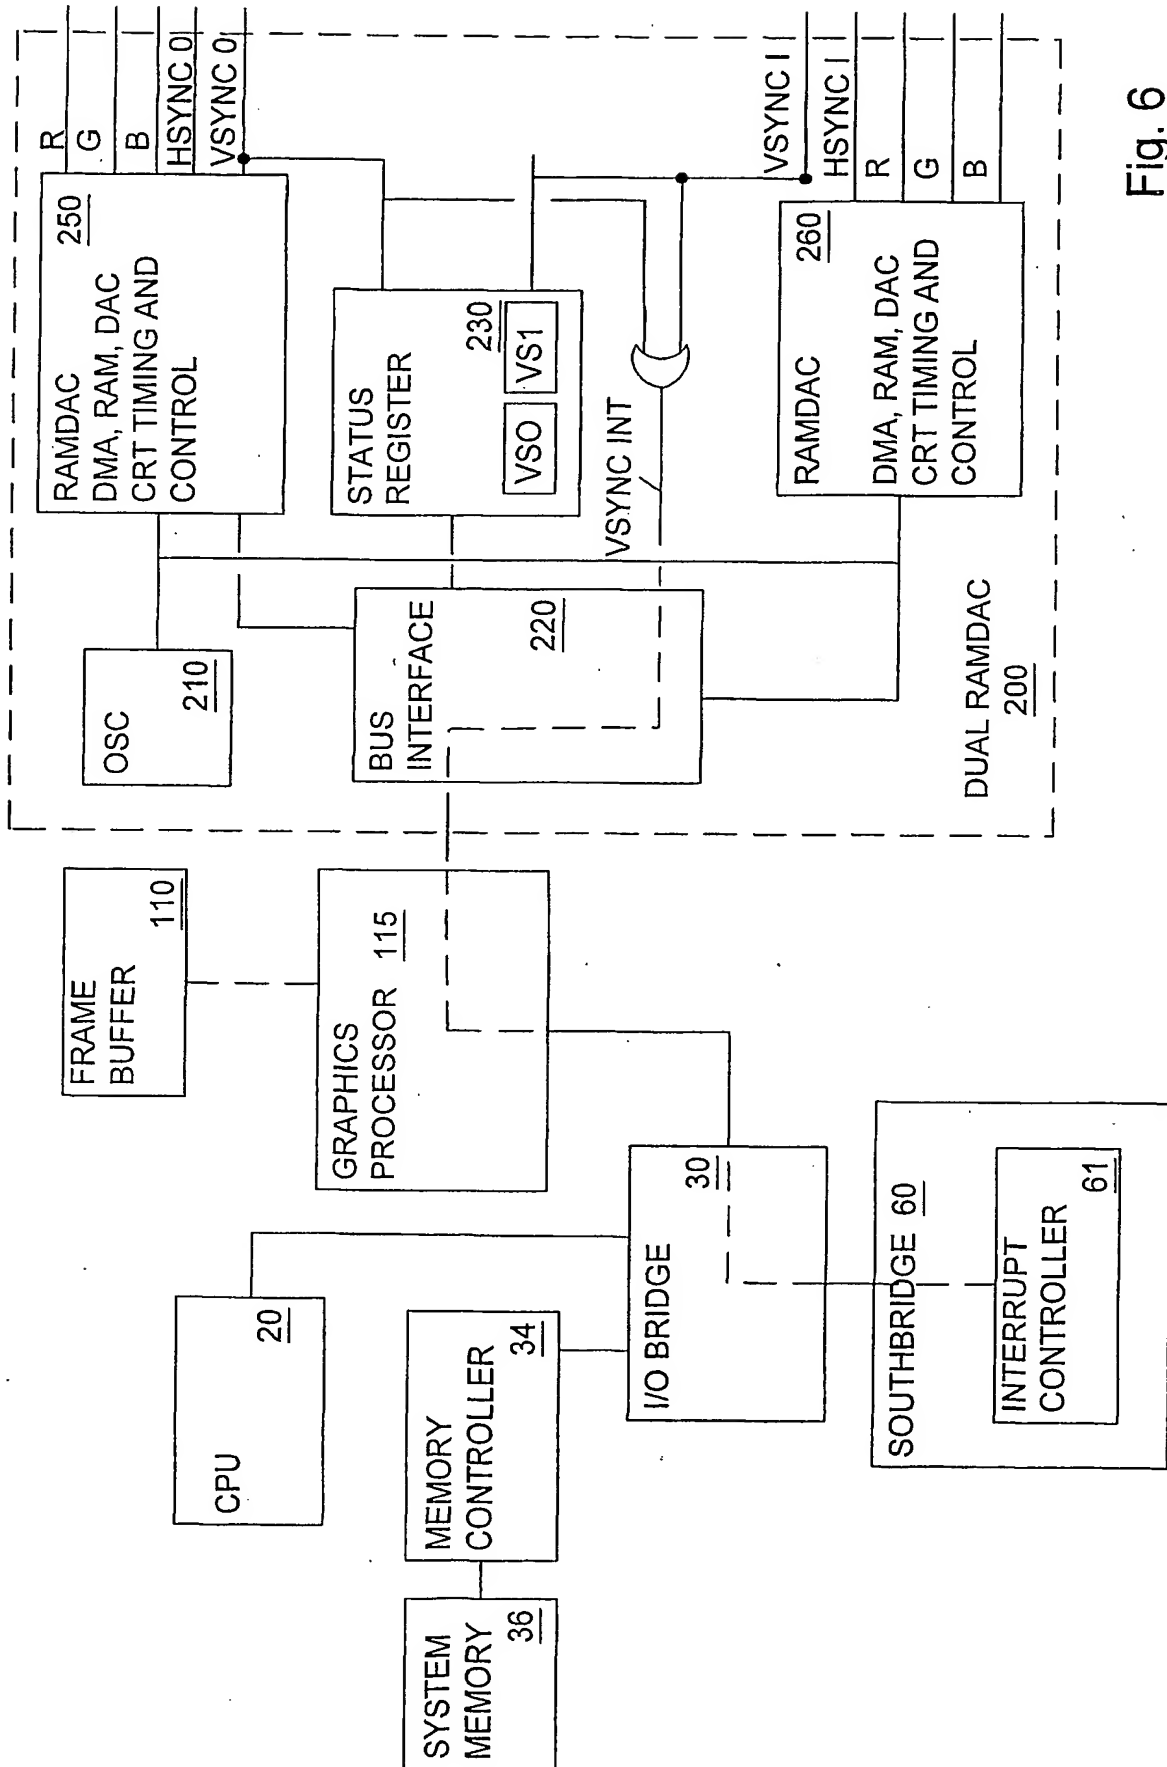 R
G
B
HSYNC 0
VSYNC 0
RAMDAC 250
DMA, RAM, DAC
CRT TIMING AND
CONTROL
OSC
210
STATUS
REGISTER
230
VSO VS1
BUS
INTERFACE
220
VSYNC INT
VSYNC I
HSYNC I
R
G
B
RAMDAC 260
DMA, RAM, DAC
CRT TIMING AND
CONTROL
DUAL RAMDAC
200
FRAME
BUFFER 110
GRAPHICS
PROCESSOR 115
CPU 20
MEMORY
CONTROLLER 34
SYSTEM
MEMORY 36
I/O BRIDGE 30
SOUTHBRIDGE 60
INTERRUPT
CONTROLLER 61
Fig. 6